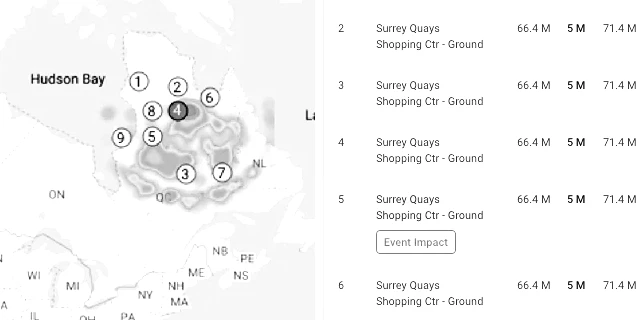 Hudson Bay
1
2
4
6
8
9
5
3
7
NL
ON
QC
NB
PE
ME
NS
WI
MI
NH
NY
MA
IL
OH
PA
2 Surrey Quays 66.4 M 5 M 71.4 M
Shopping Ctr - Ground
3 Surrey Quays 66.4 M 5 M 71.4 M
Shopping Ctr - Ground
4 Surrey Quays 66.4 M 5 M 71.4 M
Shopping Ctr - Ground
5 Surrey Quays 66.4 M 5 M 71.4 M
Shopping Ctr - Ground
Event Impact
6 Surrey Quays 66.4 M 5 M 71.4 M
Shopping Ctr - Ground